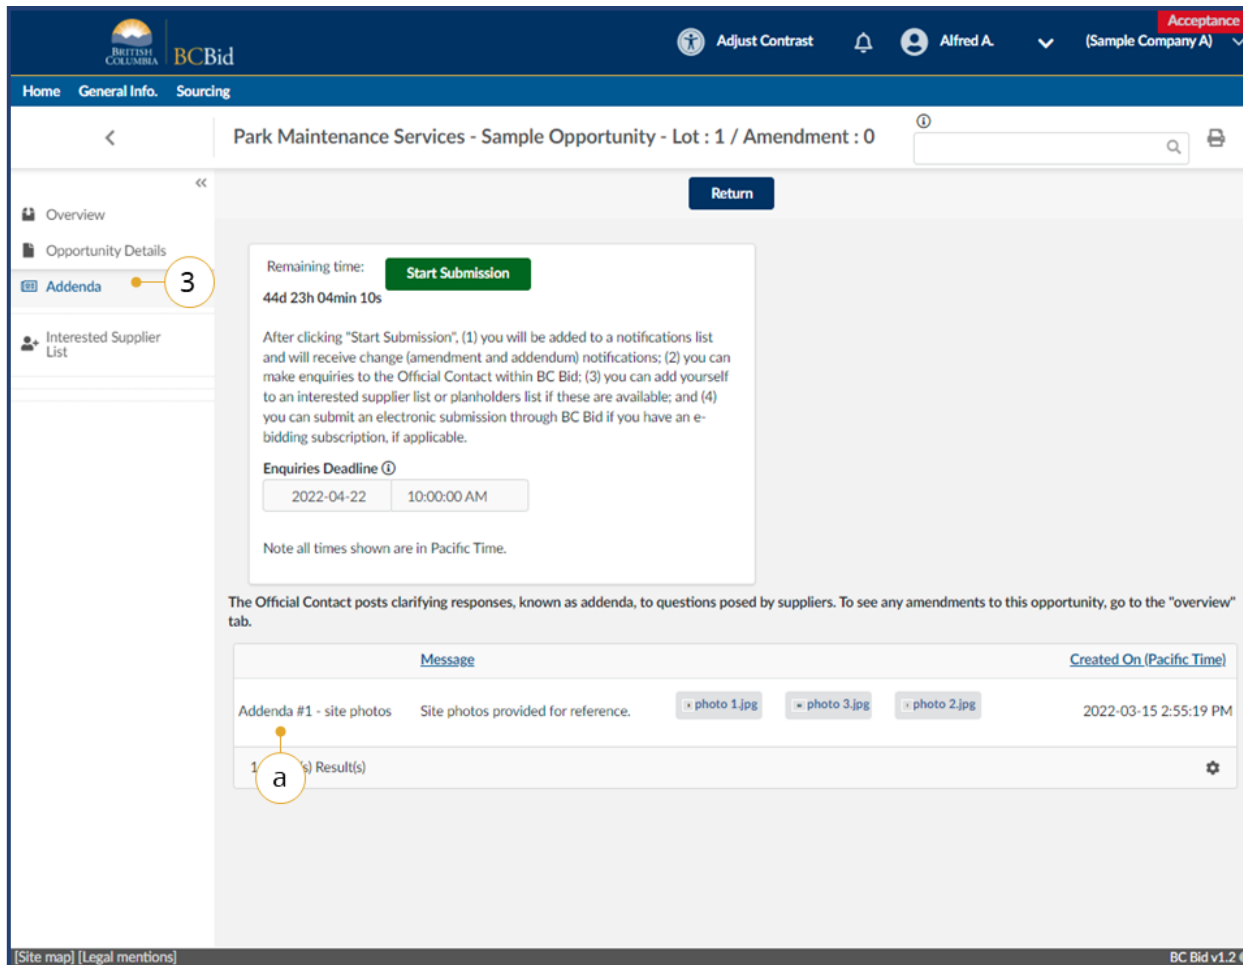 Acceptance
BRITISH COLUMBIA BCBid
Adjust Contrast Alfred A. (Sample Company A)
Home General Info. Sourcing
Park Maintenance Services - Sample Opportunity - Lot : 1 / Amendment : 0
Return
Overview
Opportunity Details
Addenda 3
Interested Supplier
List
Remaining time: Start Submission
44d 23h 04min 10s
After clicking "Start Submission", (1) you will be added to a notifications list
and will receive change (amendment and addendum) notifications; (2) you can
make enquiries to the Official Contact within BC Bid; (3) you can add yourself
to an interested supplier list or planholders list if these are available; and (4)
you can submit an electronic submission through BC Bid if you have an e-
bidding subscription, if applicable.
Enquiries Deadline
2022-04-22 10:00:00 AM
Note all times shown are in Pacific Time.
The Official Contact posts clarifying responses, known as addenda, to questions posed by suppliers. To see any amendments to this opportunity, go to the "overview"
tab.
Message Created On (Pacific Time)
Addenda #1 - site photos Site photos provided for reference. photo 1.jpg photo 3.jpg photo 2.jpg 2022-03-15 2:55:19 PM
1 Result(s)
a
[Site map] [Legal mentions] BC Bid v1.2